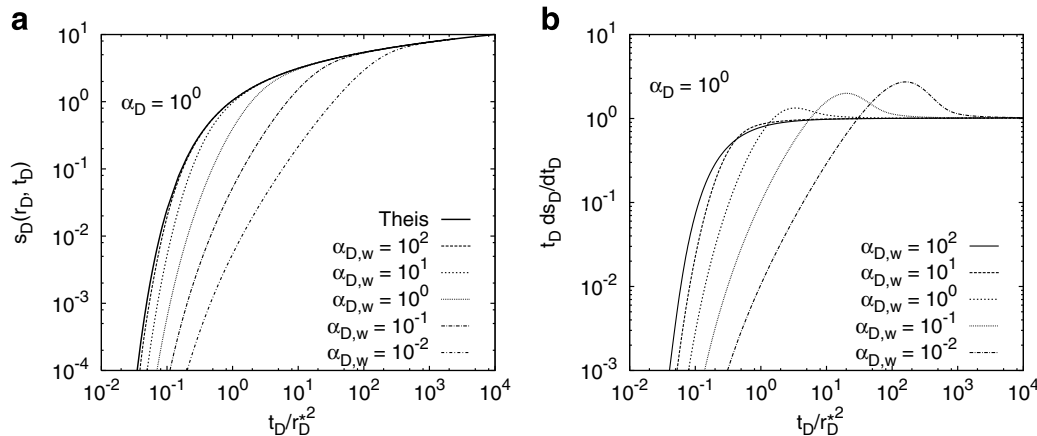 a
s_D(r_D, t_D)
10^1
10^0
10^-1
10^-2
10^-3
10^-4
α_D = 10^0
Theis
α_D,w = 10^2
α_D,w = 10^1
α_D,w = 10^0
α_D,w = 10^-1
α_D,w = 10^-2
10^-2 10^-1 10^0 10^1 10^2 10^3 10^4
t_D/r_D^*2
b
t_D ds_D/dt_D
10^1
10^0
10^-1
10^-2
10^-3
α_D = 10^0
α_D,w = 10^2
α_D,w = 10^1
α_D,w = 10^0
α_D,w = 10^-1
α_D,w = 10^-2
10^-2 10^-1 10^0 10^1 10^2 10^3 10^4
t_D/r_D^*2